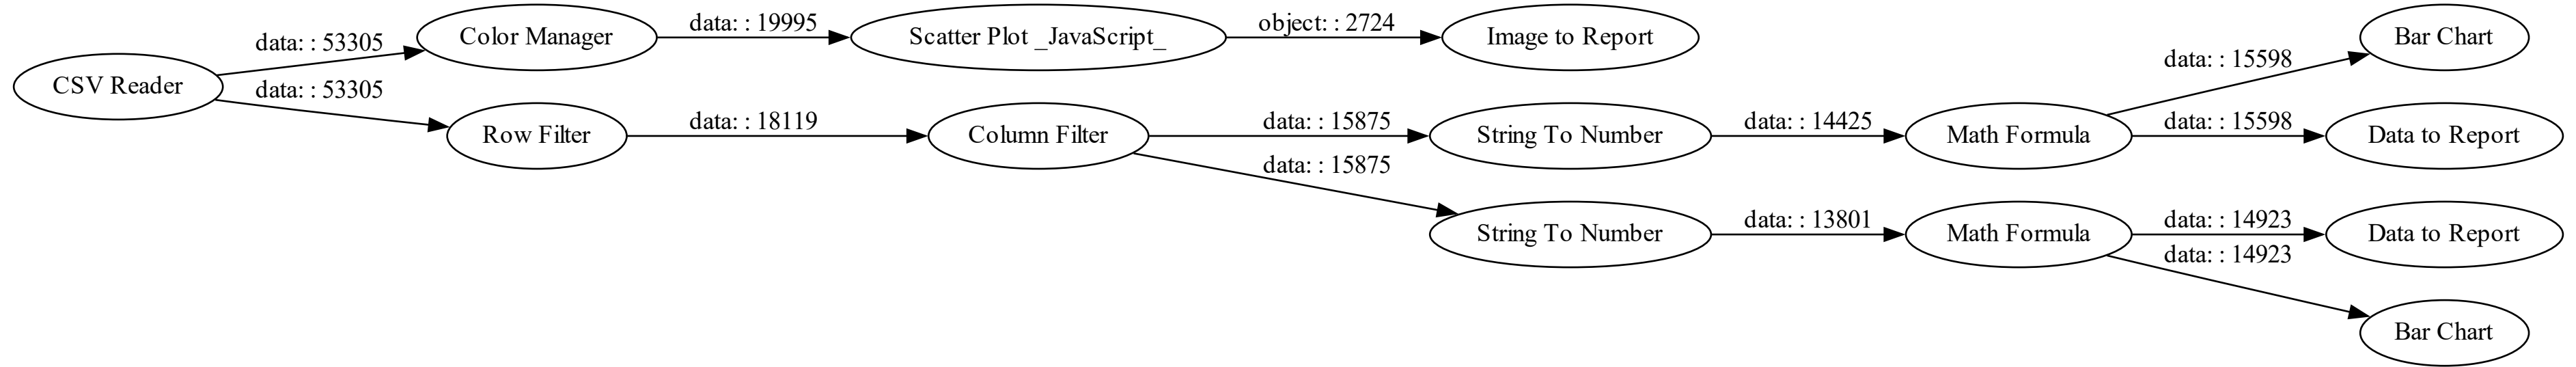 CSV Reader
data: : 53305
data: : 53305
Color Manager
data: : 19995
Scatter Plot _JavaScript_
object: : 2724
Image to Report
Row Filter
data: : 18119
Column Filter
data: : 15875
data: : 15875
String To Number
data: : 14425
Math Formula
data: : 15598
data: : 15598
Bar Chart
Data to Report
String To Number
data: : 13801
Math Formula
data: : 14923
data: : 14923
Data to Report
Bar Chart